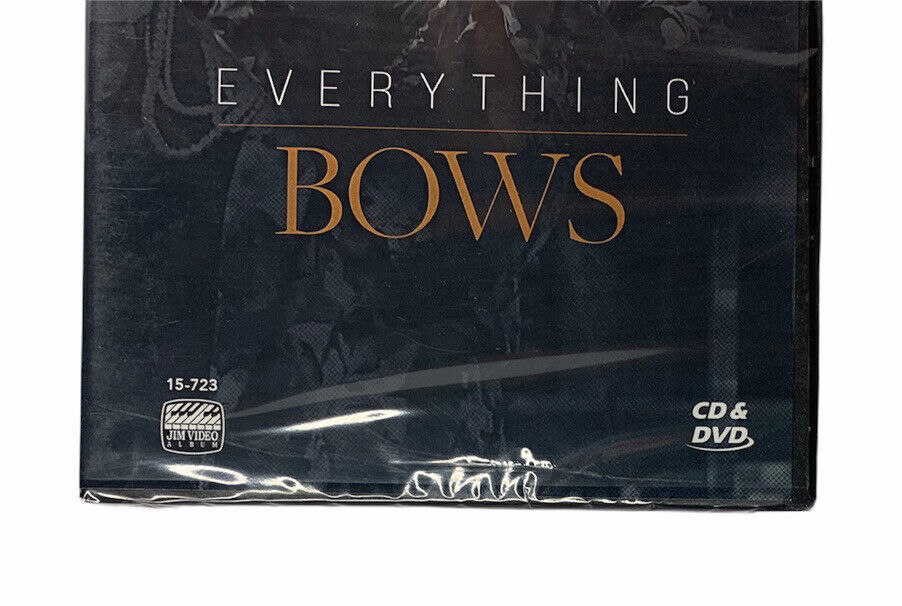 EVERYTHING
BOWS
15-723
JIM VIDEO
ALBUM
CD &
DVD